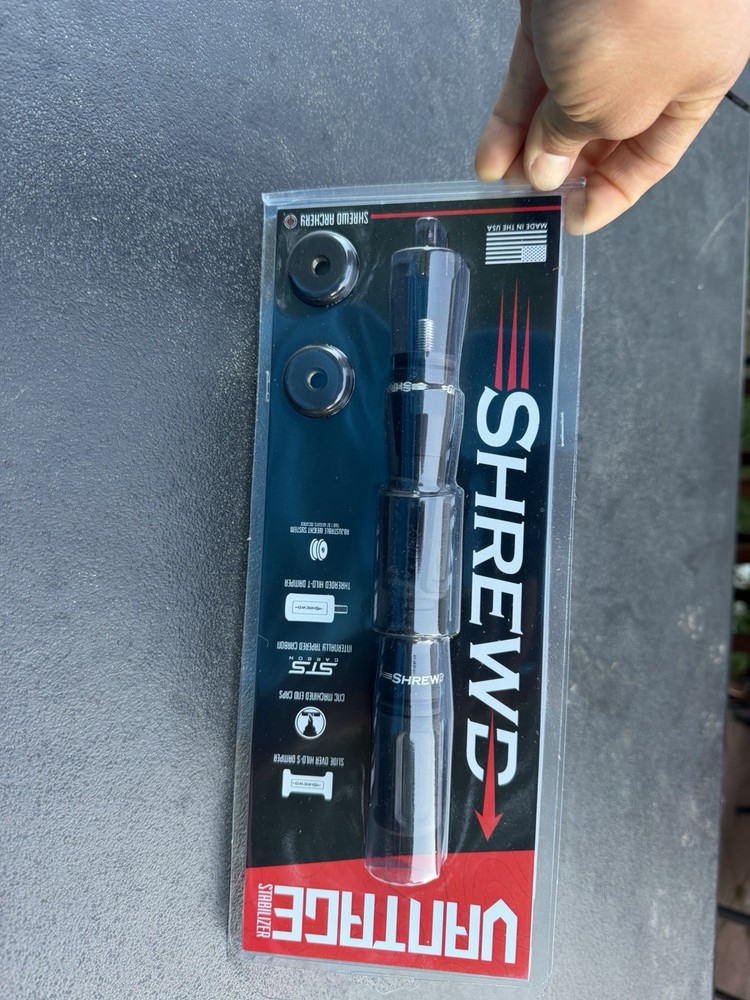 VANTAGE
STABILIZER
SHREWD
MADE IN THE USA
SHREWD ARCHERY
SLIDE OVER HILO-S DAMPER
CNC MACHINED END CAPS
STS
CARBON
INTERNALLY TAPERED CARBON
THREADED HILO-T DAMPER
ADJUSTABLE WEIGHT SYSTEM
SHREWD